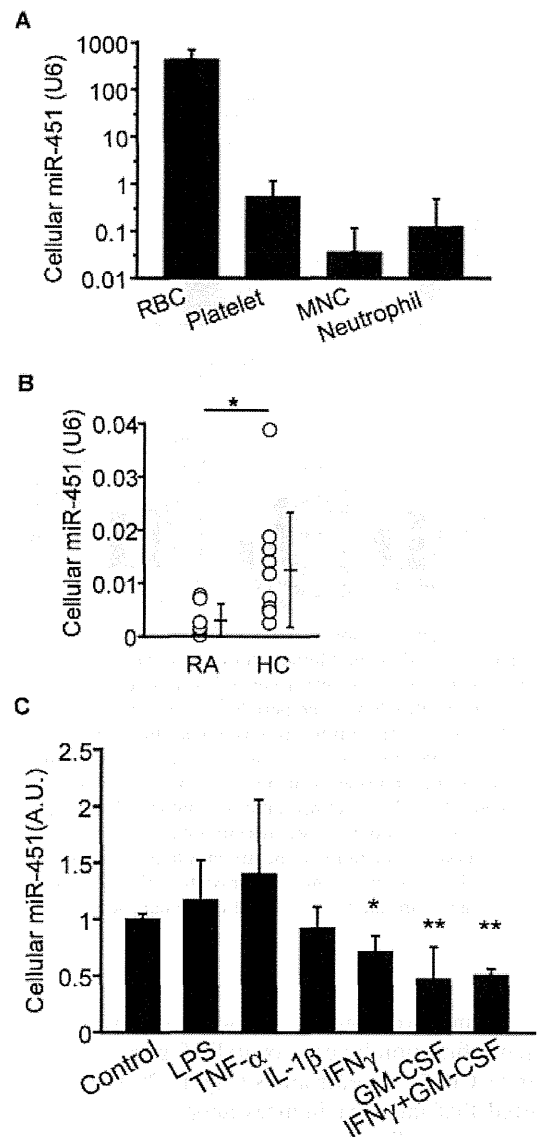 A
Cellular miR-451 (U6)
1000
100
10
1
0.1
0.01
RBC
Platelet
MNC
Neutrophil
B
*
Cellular miR-451 (U6)
0.04
0.03
0.02
0.01
0
RA
HC
C
Cellular miR-451(A.U.)
2.5
2
1.5
1
0.5
0
*
**
**
Control
LPS
TNF-α
IL-1β
IFNγ
GM-CSF
IFNγ+GM-CSF